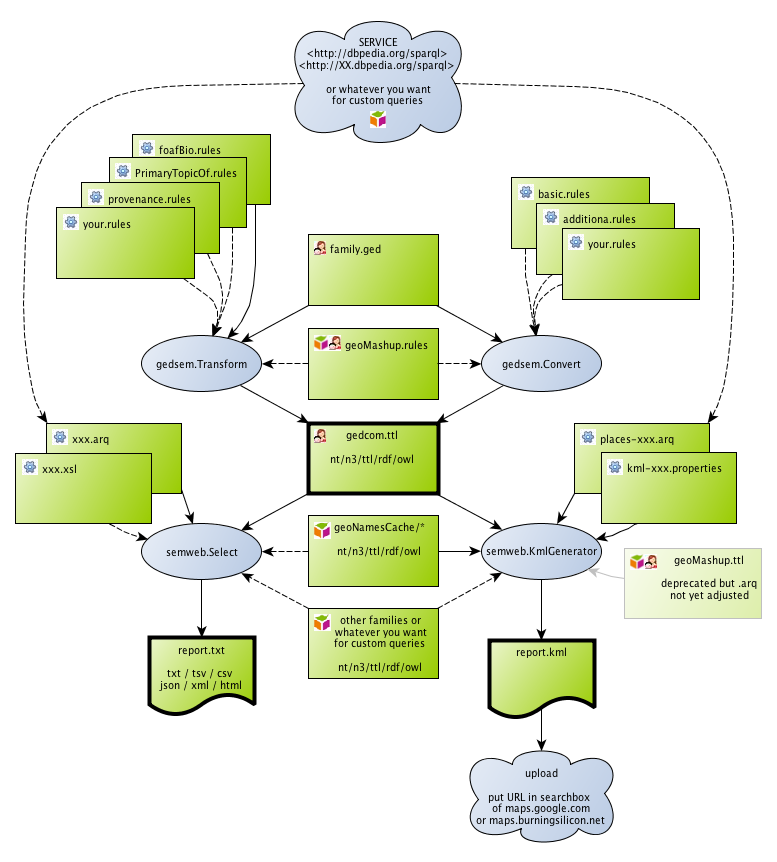 SERVICE
<http://dbpedia.org/sparql>
<http://XX.dbpedia.org/sparql>
or whatever you want
for custom queries
foafBio.rules
PrimaryTopicOf.rules
provenance.rules
your.rules
basic.rules
additiona.rules
your.rules
family.ged
geoMashup.rules
gedsem.Transform
gedsem.Convert
gedcom.ttl
nt/n3/ttl/rdf/owl
xxx.arq
xxx.xsl
places-xxx.arq
kml-xxx.properties
geoNamesCache/*
nt/n3/ttl/rdf/owl
semweb.Select
semweb.KmlGenerator
geoMashup.ttl
deprecated but .arq
not yet adjusted
other families or
whatever you want
for custom queries
nt/n3/ttl/rdf/owl
report.txt
txt / tsv / csv
json / xml / html
report.kml
upload
put URL in searchbox
of maps.google.com
or maps.burningsilicon.net